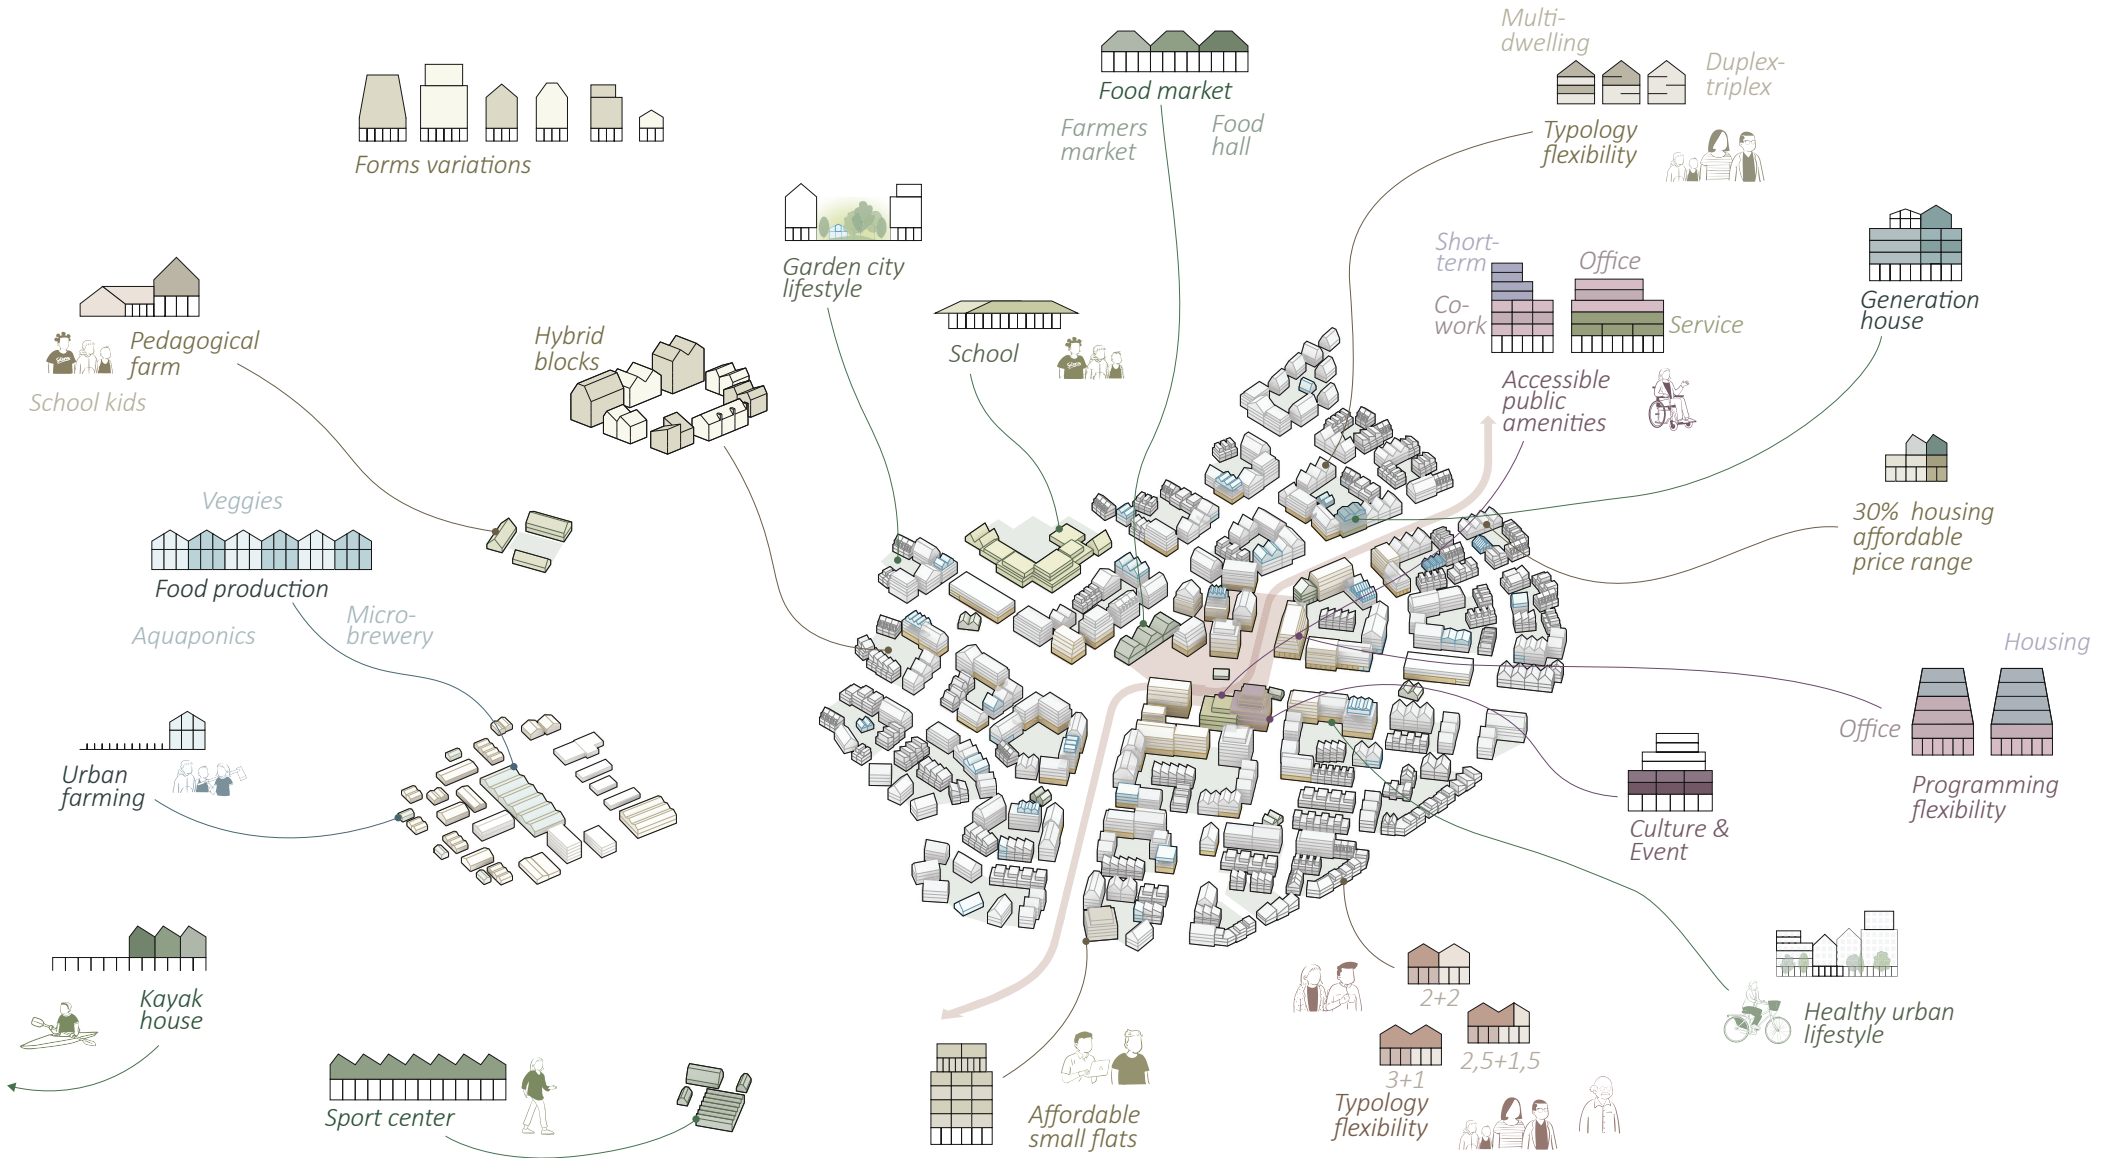 Multi-
dwelling
Duplex-
triplex
Food market
Farmers
market
Food
hall
Typology
flexibility
Forms variations
Garden city
lifestyle
Short-
term
Office
Co-
work
Service
Generation
house
Pedagogical
farm
School kids
Hybrid
blocks
School
Accessible
public
amenities
Veggies
Food production
Aquaponics
Micro-
brewery
30% housing
affordable
price range
Housing
Office
Programming
flexibility
Urban
farming
Culture &
Event
Kayak
house
2+2
2,5+1,5
3+1
Typology
flexibility
Healthy urban
lifestyle
Sport center
Affordable
small flats